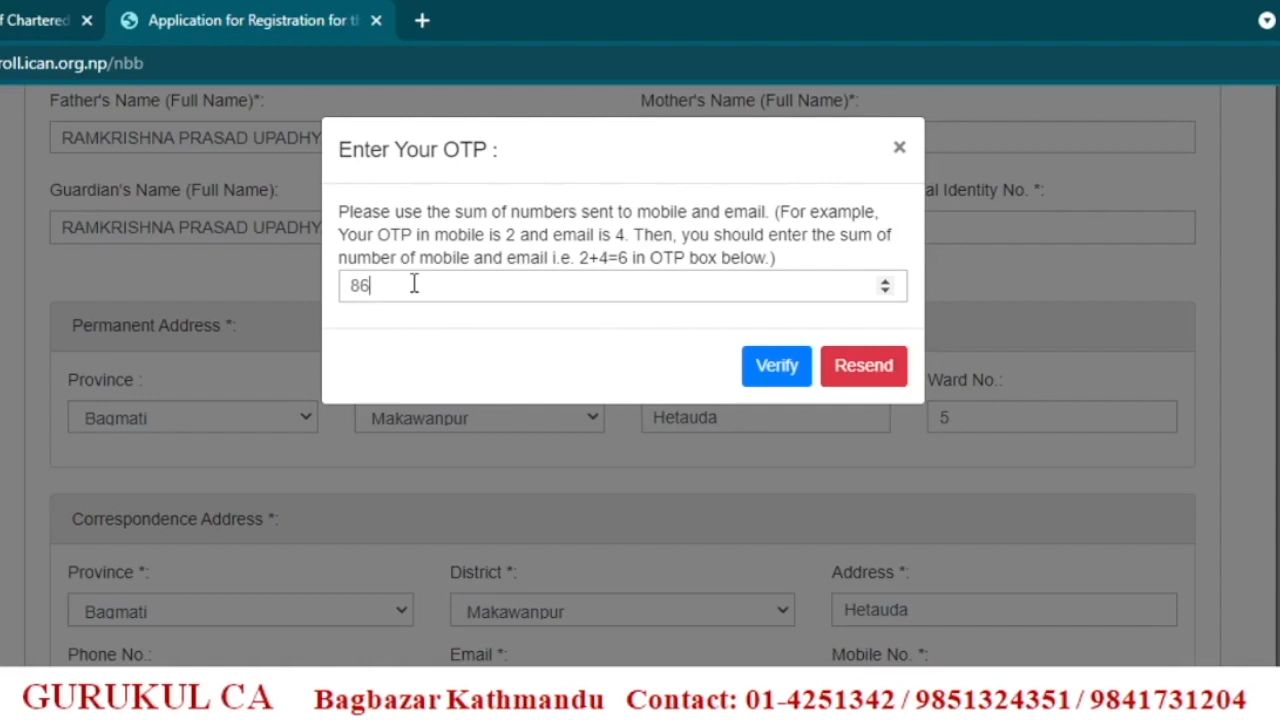 f Chartered
Application for Registration for th
roll.ican.org.np/nbb
Father's Name (Full Name)*:
Mother's Name (Full Name)*:
RAMKRISHNA PRASAD UPADHY
Enter Your OTP :
Guardian's Name (Full Name):
al Identity No. *:
RAMKRISHNA PRASAD UPADHY
Please use the sum of numbers sent to mobile and email. (For example,
Your OTP in mobile is 2 and email is 4. Then, you should enter the sum of
number of mobile and email i.e. 2+4=6 in OTP box below.)
86
Permanent Address *:
Verify
Resend
Province :
Ward No.:
Bagmati
Makawanpur
Hetauda
5
Correspondence Address *:
Province *:
District *:
Address *:
Bagmati
Makawanpur
Hetauda
Phone No.:
Email *:
Mobile No. *:
GURUKUL CA Bagbazar Kathmandu Contact: 01-4251342 / 9851324351 / 9841731204